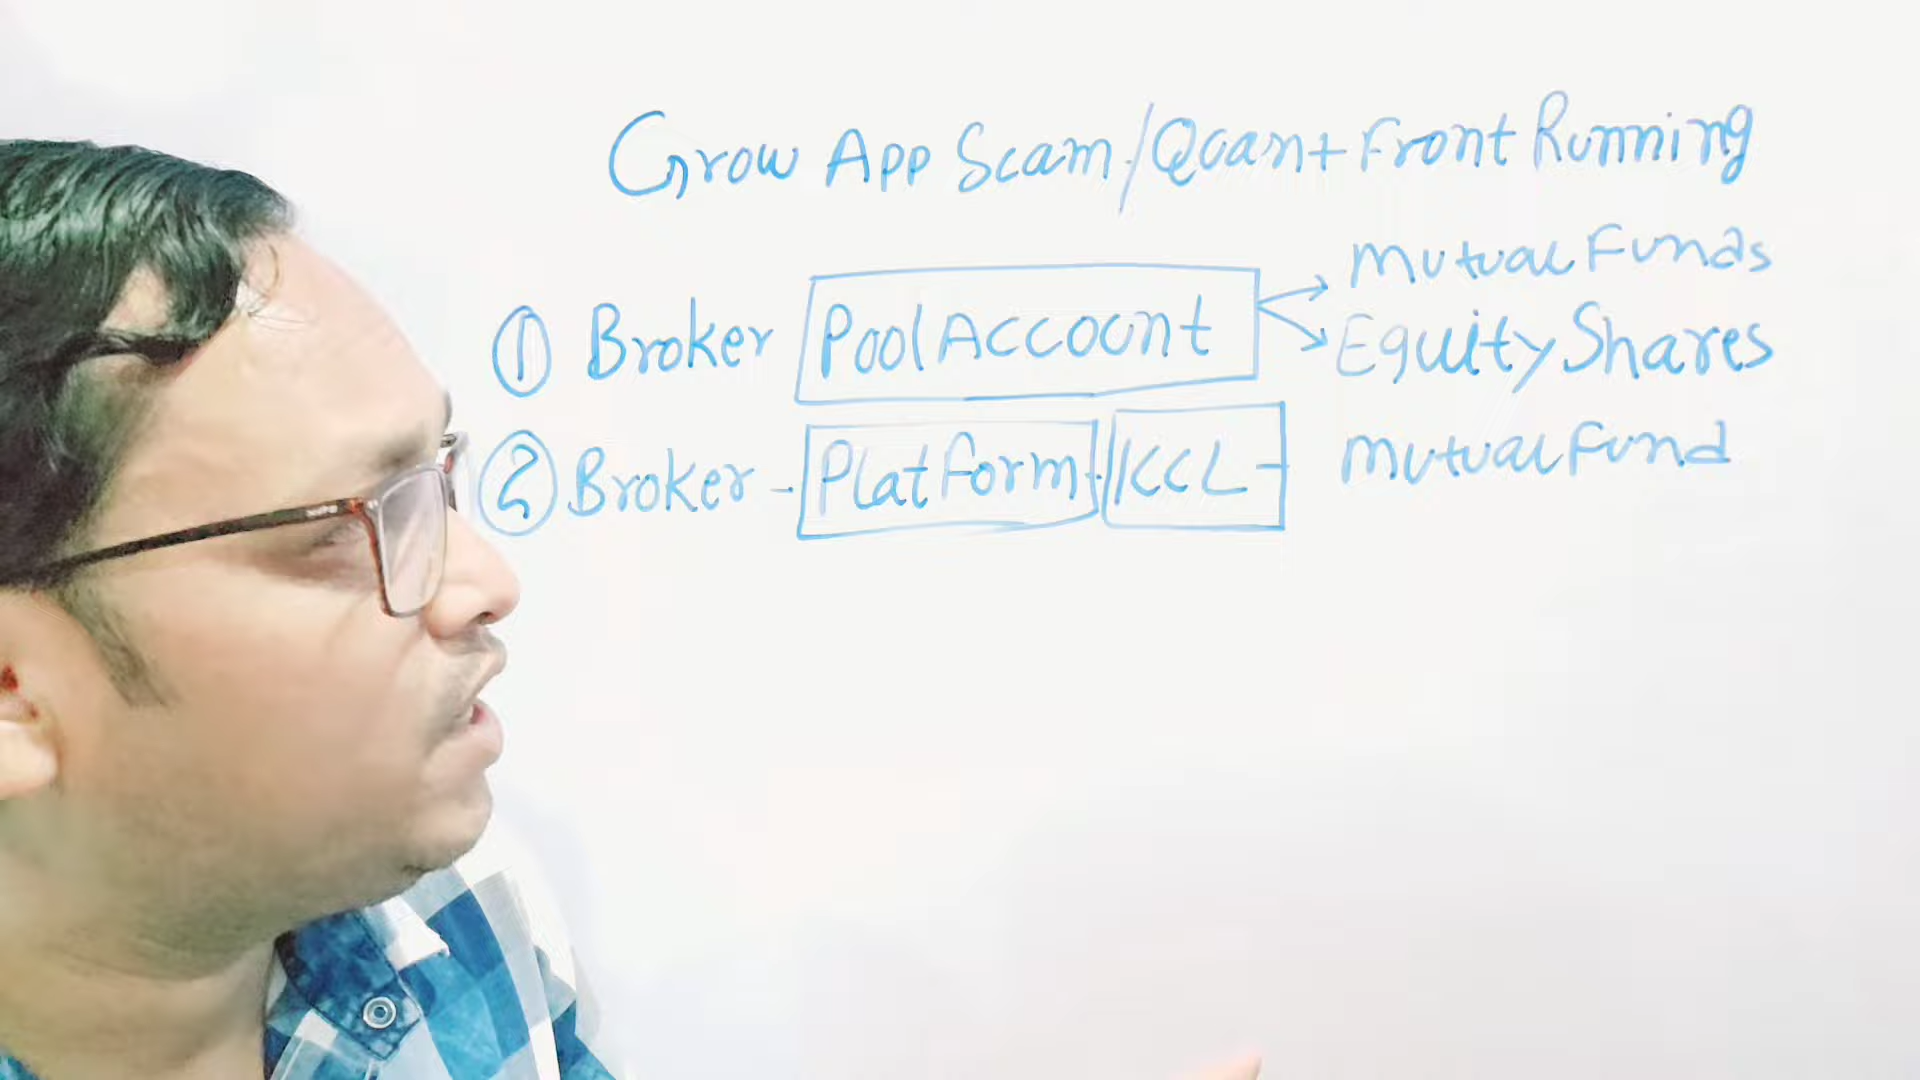 Grow App Scam/Quant Front Running
① Broker Pool Account Mutual Funds
Equity Shares
② Broker - Platform - ICCL - Mutual Fund